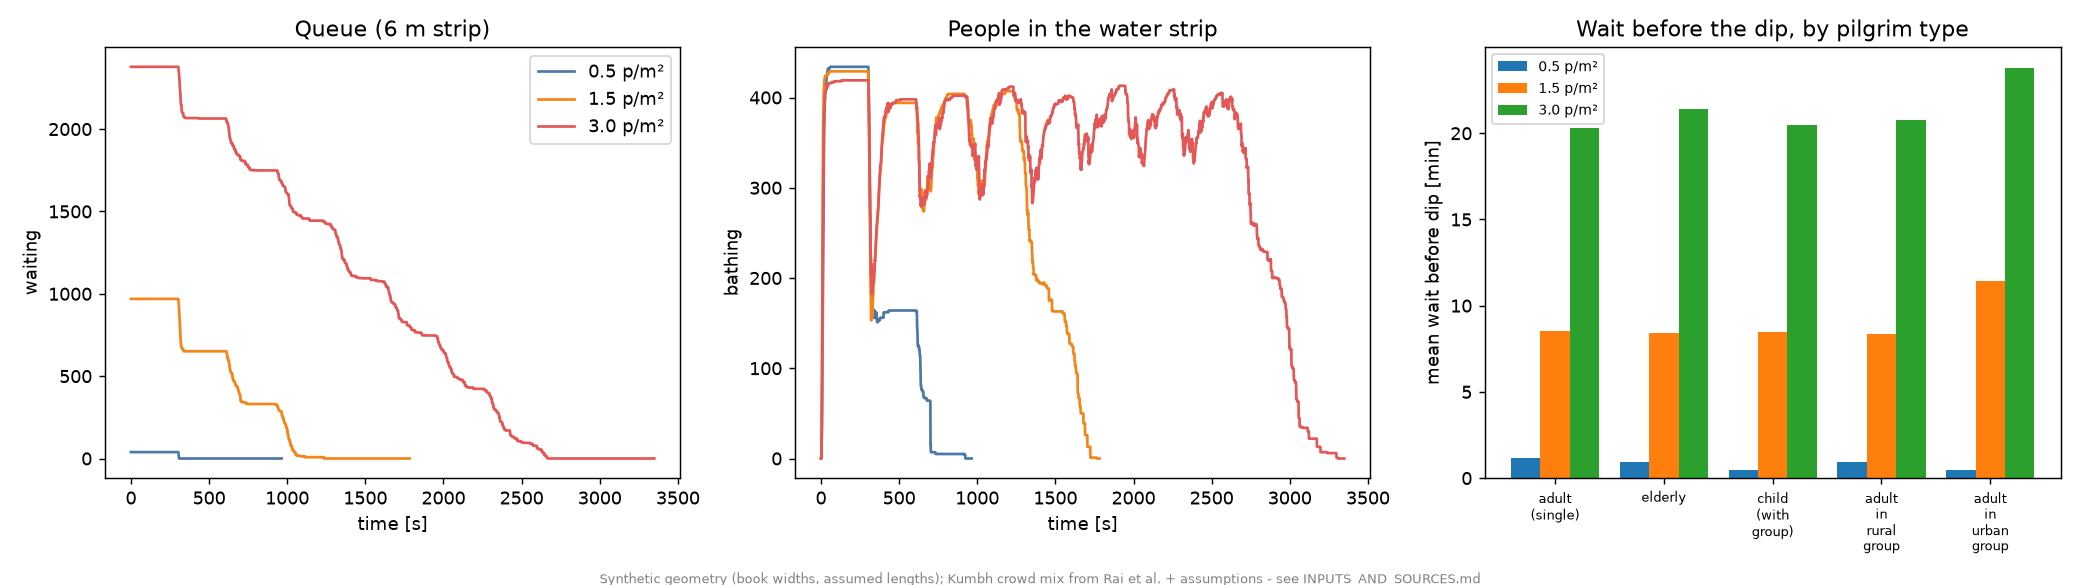 Queue (6 m strip)
0.5 p/m²
1.5 p/m²
3.0 p/m²
waiting
2000
1500
1000
500
0
0 500 1000 1500 2000 2500 3000 3500
time [s]
People in the water strip
bathing
400
300
200
100
0
0 500 1000 1500 2000 2500 3000 3500
time [s]
Wait before the dip, by pilgrim type
0.5 p/m²
1.5 p/m²
3.0 p/m²
mean wait before dip [min]
20
15
10
5
0
adult
(single)
elderly
child
(with
group)
adult
in
rural
group
adult
in
urban
group
Synthetic geometry (book widths, assumed lengths); Kumbh crowd mix from Rai et al. + assumptions - see INPUTS_AND_SOURCES.md